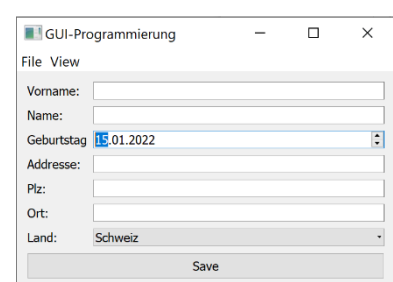 GUI-Programmierung
File View
Vorname:
Name:
Geburtstag 15.01.2022
Addresse:
Plz:
Ort:
Land: Schweiz
Save